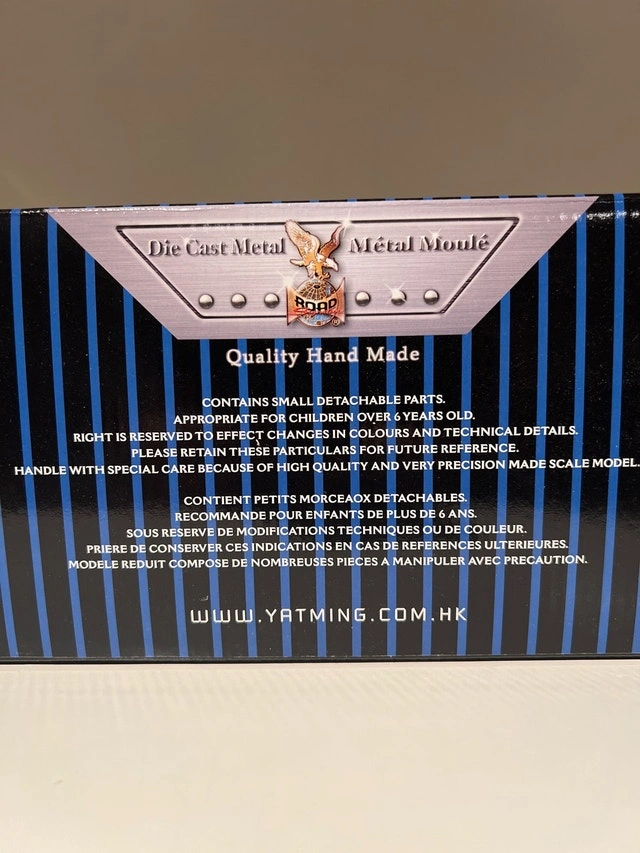 Die Cast Metal Métal Moulé
ROAD
®
Quality Hand Made
CONTAINS SMALL DETACHABLE PARTS.
APPROPRIATE FOR CHILDREN OVER 6 YEARS OLD.
RIGHT IS RESERVED TO EFFECT CHANGES IN COLOURS AND TECHNICAL DETAILS.
PLEASE RETAIN THESE PARTICULARS FOR FUTURE REFERENCE.
HANDLE WITH SPECIAL CARE BECAUSE OF HIGH QUALITY AND VERY PRECISION MADE SCALE MODEL.
CONTIENT PETITS MORCEAOX DETACHABLES.
RECOMMANDE POUR ENFANTS DE PLUS DE 6 ANS.
SOUS RESERVE DE MODIFICATIONS TECHNIQUES OU DE COULEUR.
PRIERE DE CONSERVER CES INDICATIONS EN CAS DE REFERENCES ULTERIEURES.
MODELE REDUIT COMPOSE DE NOMBREUSES PIECES A MANIPULER AVEC PRECAUTION.
WWW.YATMING.COM.HK